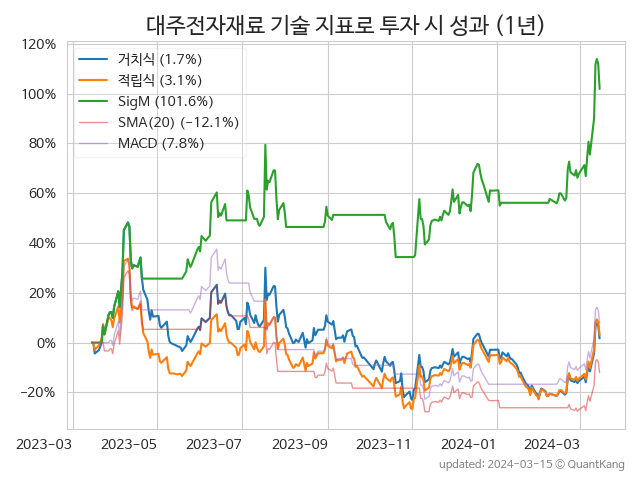 대주전자재료 기술 지표로 투자 시 성과 (1년)
120%
100%
80%
60%
40%
20%
0%
−20%
거치식 (1.7%)
적립식 (3.1%)
SigM (101.6%)
SMA(20) (−12.1%)
MACD (7.8%)
2023-03 2023-05 2023-07 2023-09 2023-11 2024-01 2024-03
updated: 2024-03-15 ⓒ QuantKang